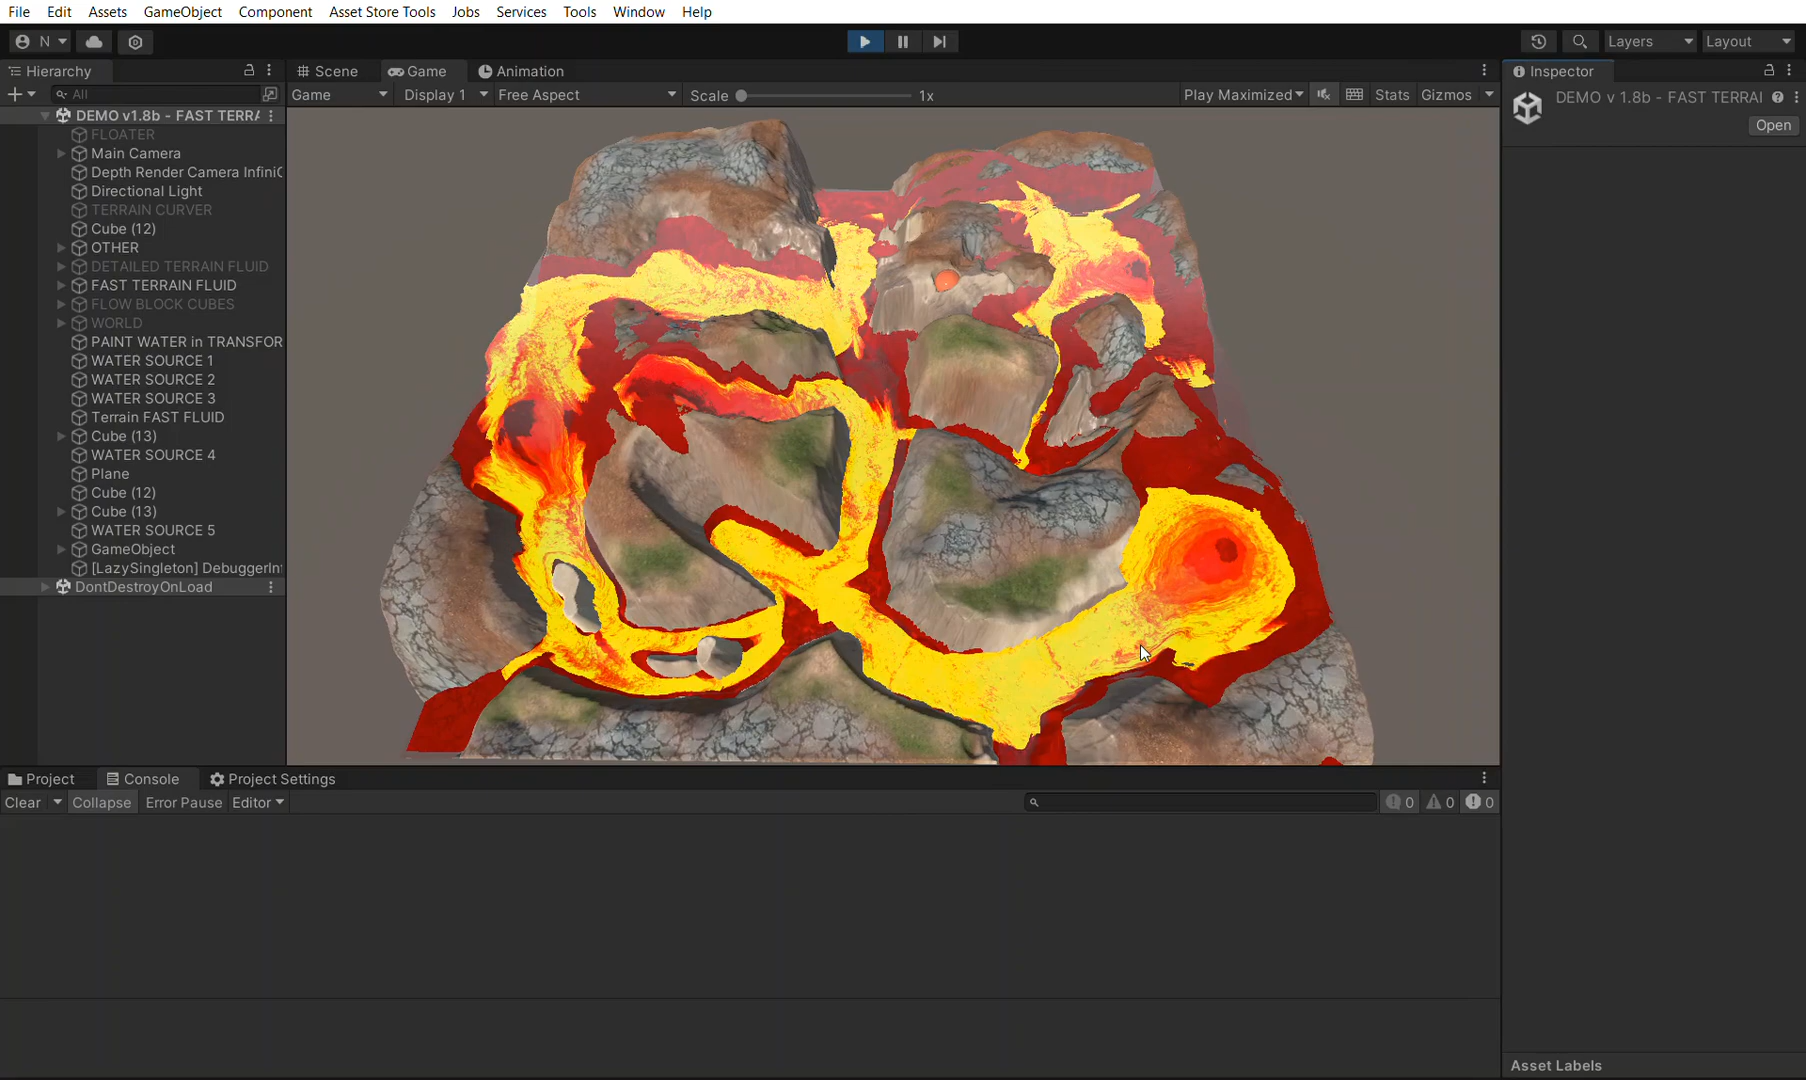 File Edit Assets GameObject Component Asset Store Tools Jobs Services Tools Window Help
N Layers Layout
Hierarchy Scene Game Animation Inspector
All Game Display 1 Free Aspect Scale 1x Play Maximized Stats Gizmos DEMO v 1.8b - FAST TERRAI
Open
DEMO v1.8b - FAST TERRA
FLOATER
Main Camera
Depth Render Camera Infini
Directional Light
TERRAIN CURVER
Cube (12)
OTHER
DETAILED TERRAIN FLUID
FAST TERRAIN FLUID
FLOW BLOCK CUBES
WORLD
PAINT WATER in TRANSFOR
WATER SOURCE 1
WATER SOURCE 2
WATER SOURCE 3
Terrain FAST FLUID
Cube (13)
WATER SOURCE 4
Plane
Cube (12)
Cube (13)
WATER SOURCE 5
GameObject
[LazySingleton] DebuggerIn
DontDestroyOnLoad
Project Console Project Settings
Clear Collapse Error Pause Editor 0 0 0
Asset Labels